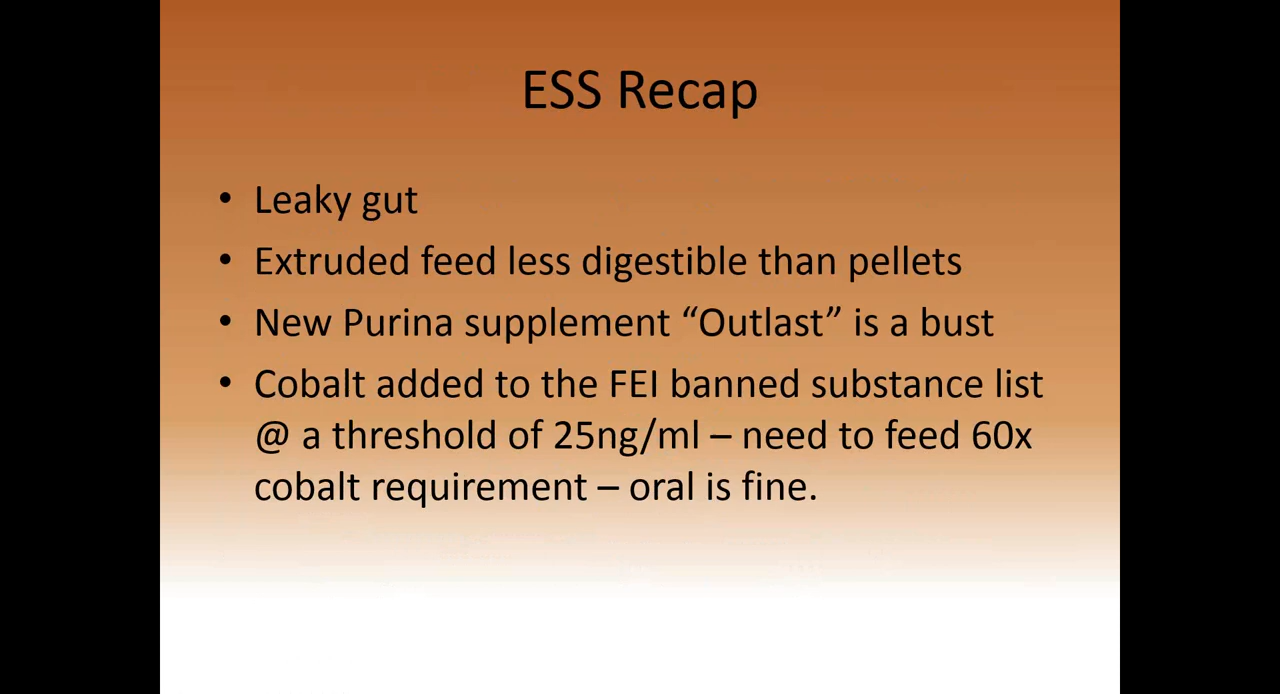 ESS Recap
• Leaky gut
• Extruded feed less digestible than pellets
• New Purina supplement “Outlast” is a bust
• Cobalt added to the FEI banned substance list
@ a threshold of 25ng/ml – need to feed 60x
cobalt requirement – oral is fine.